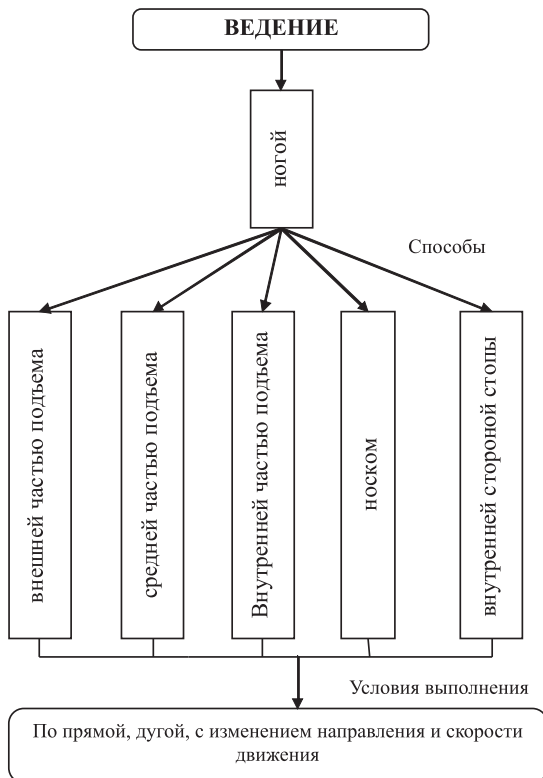 ВЕДЕНИЕ
ногой
Способы
внешней частью подъема
средней частью подъема
Внутренней частью подъема
носком
внутренней стороной стопы
Условия выполнения
По прямой, дугой, с изменением направления и скорости
движения